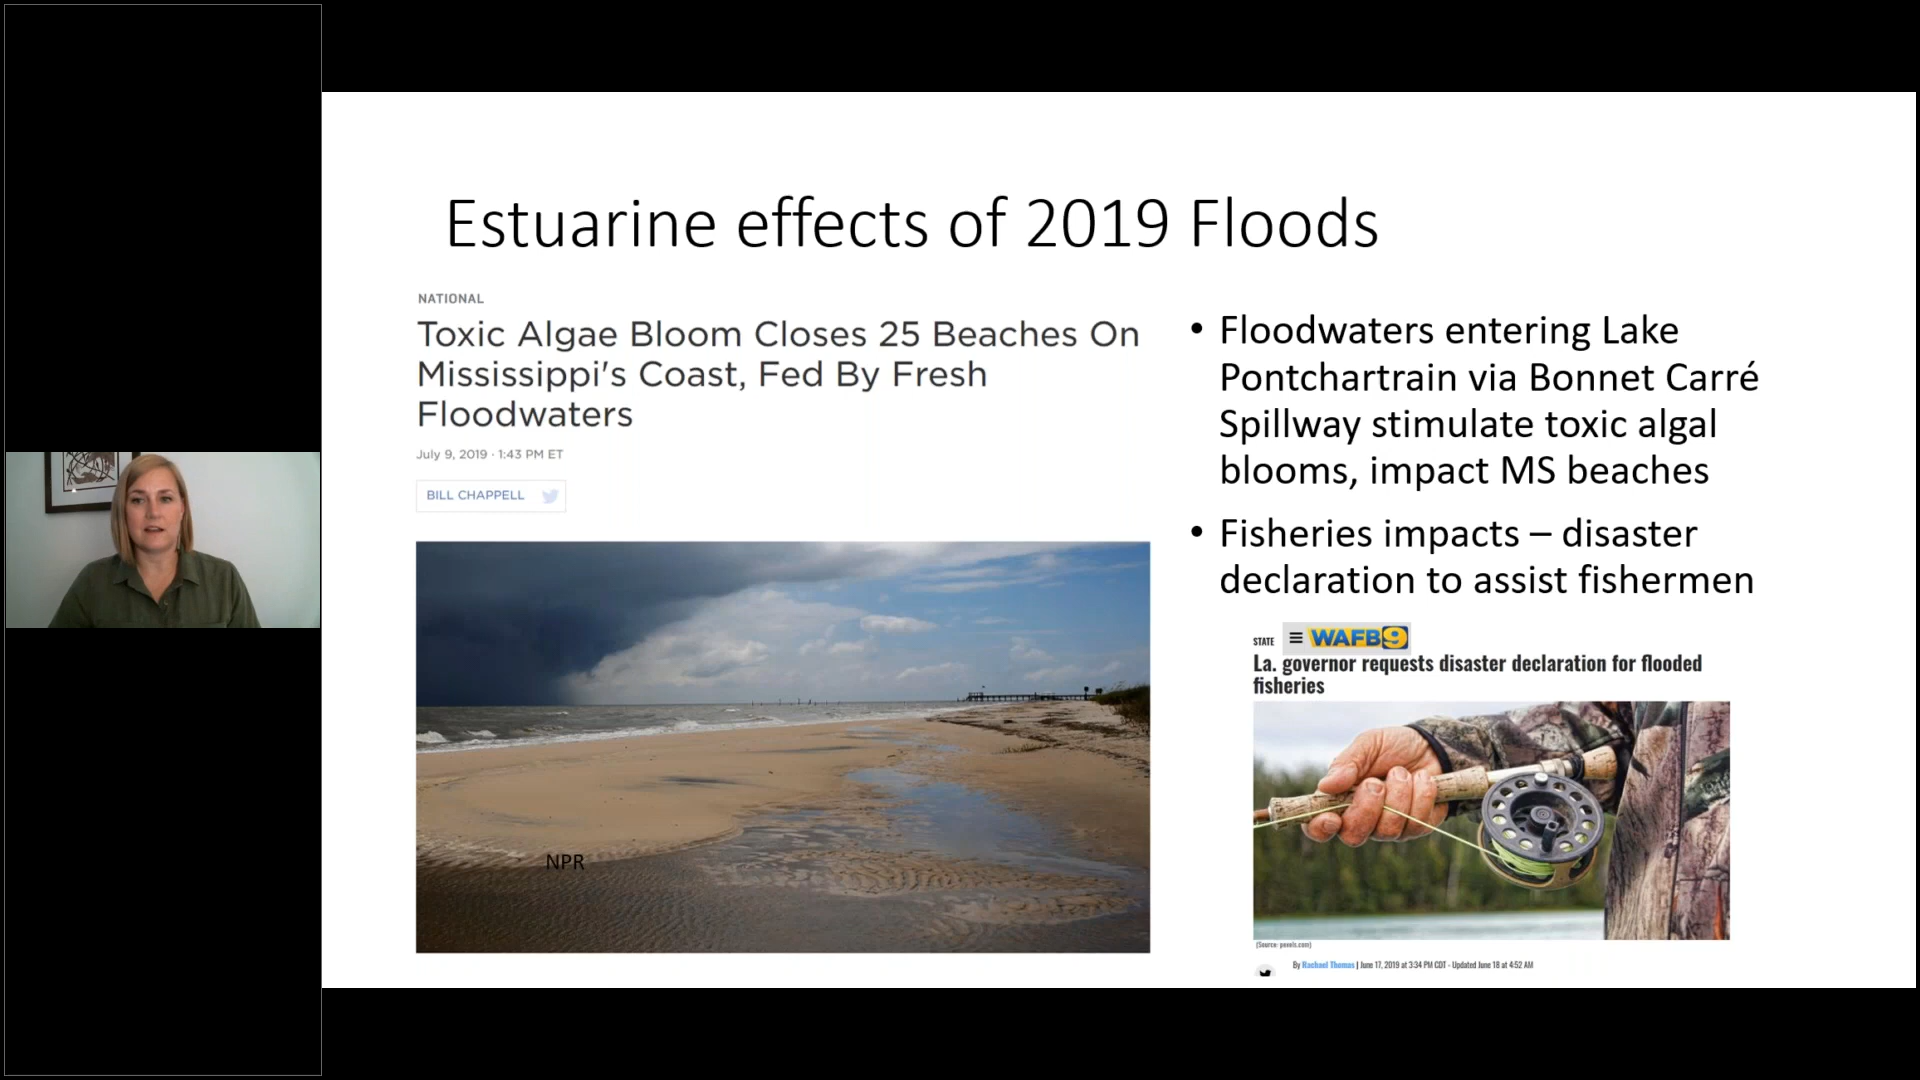 Estuarine effects of 2019 Floods
NATIONAL
Toxic Algae Bloom Closes 25 Beaches On
Mississippi's Coast, Fed By Fresh
Floodwaters
July 9, 2019 · 1:43 PM ET
BILL CHAPPELL
NPR
• Floodwaters entering Lake
Pontchartrain via Bonnet Carré
Spillway stimulate toxic algal
blooms, impact MS beaches
• Fisheries impacts – disaster
declaration to assist fishermen
STATE
WAFB9
La. governor requests disaster declaration for flooded
fisheries
(Source: pexels.com)
By Rachael Thomas | June 17, 2019 at 3:34 PM CDT - Updated June 18 at 4:52 AM